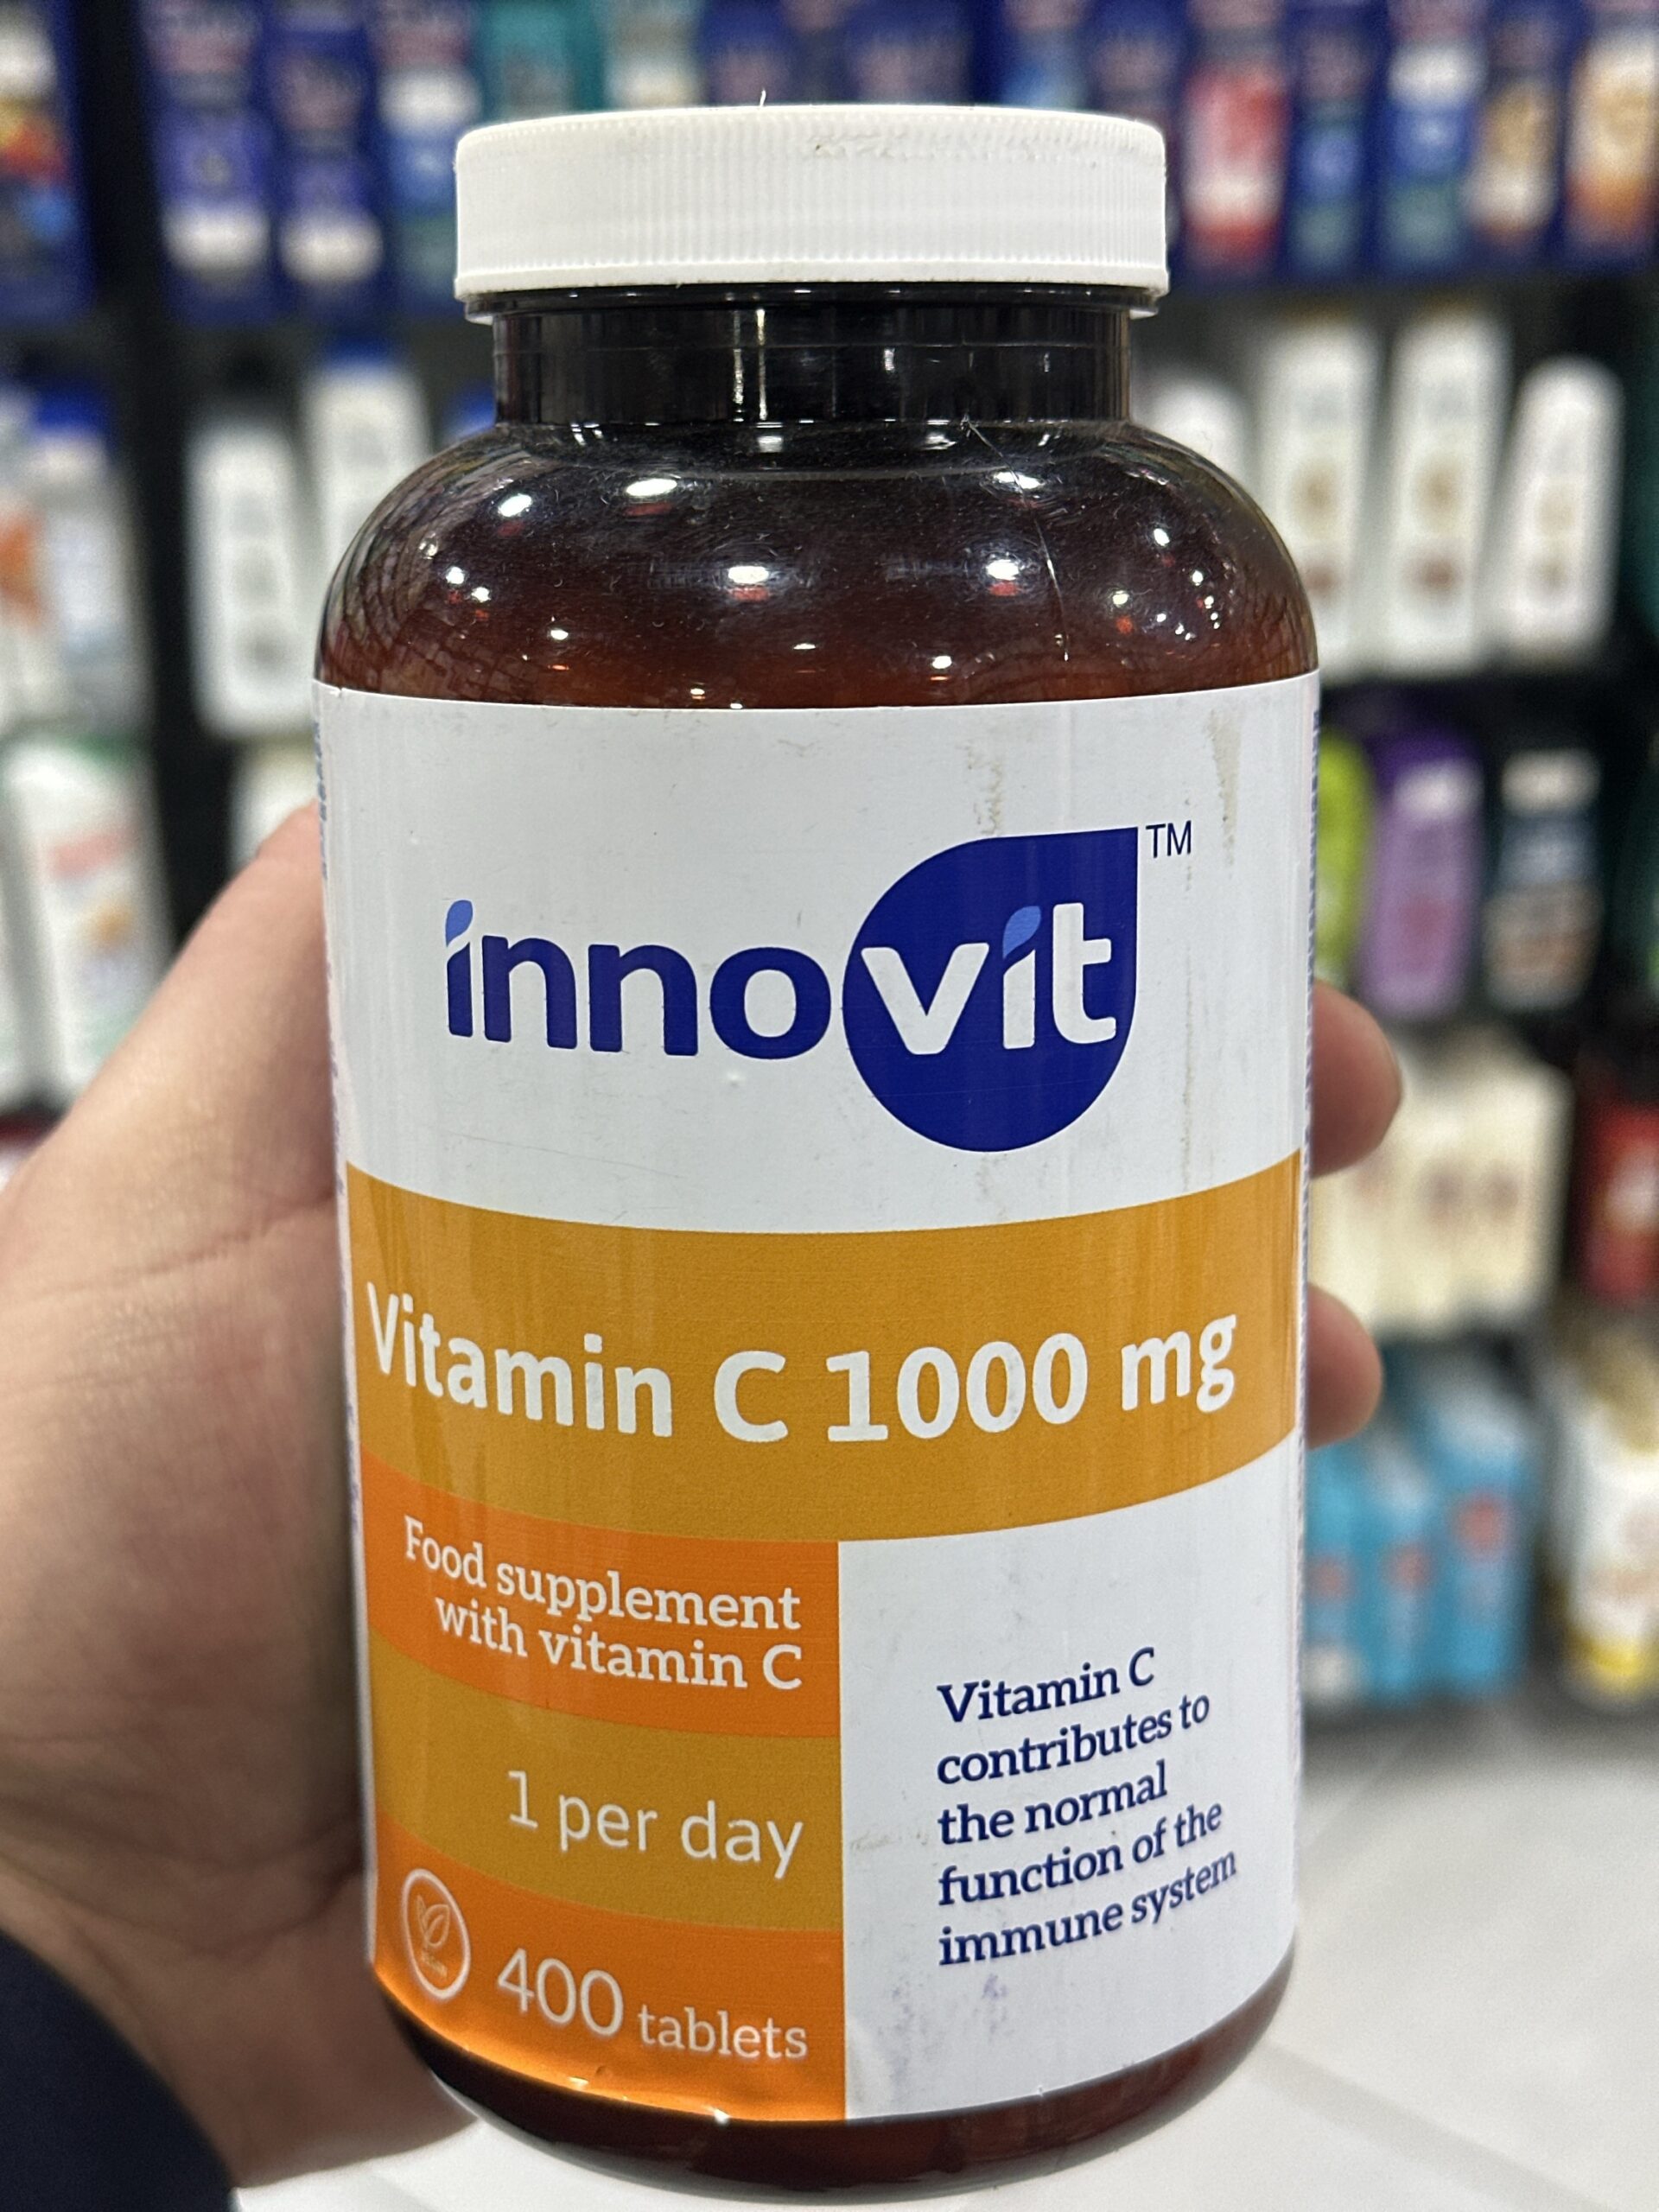 innovit™
Vitamin C 1000 mg
Food supplement
with vitamin C
1 per day
400 tablets
Vitamin C
contributes to
the normal
function of the
immune system